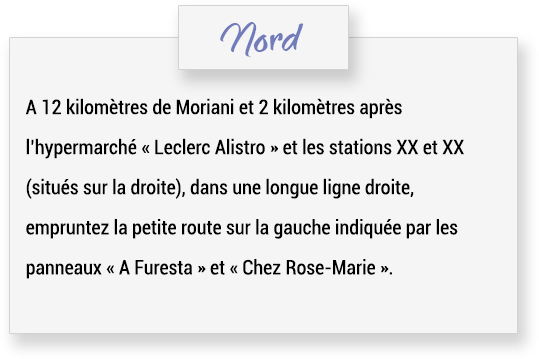 Nord
A 12 kilomètres de Moriani et 2 kilomètres après
l'hypermarché « Leclerc Alistro » et les stations XX et XX
(situés sur la droite), dans une longue ligne droite,
empruntez la petite route sur la gauche indiquée par les
panneaux « A Furesta » et « Chez Rose-Marie ».